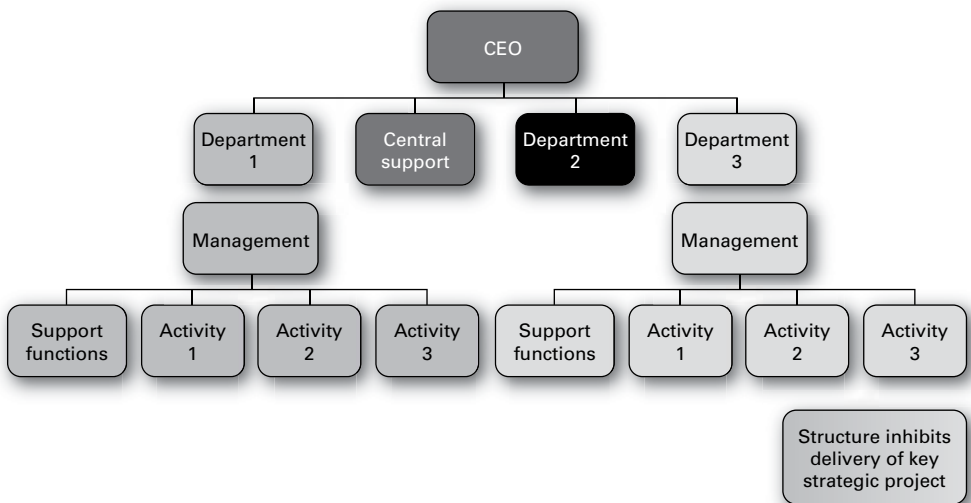 CEO
Department
1
Central
support
Department
2
Department
3
Management
Management
Support
functions
Activity
1
Activity
2
Activity
3
Support
functions
Activity
1
Activity
2
Activity
3
Structure inhibits
delivery of key
strategic project